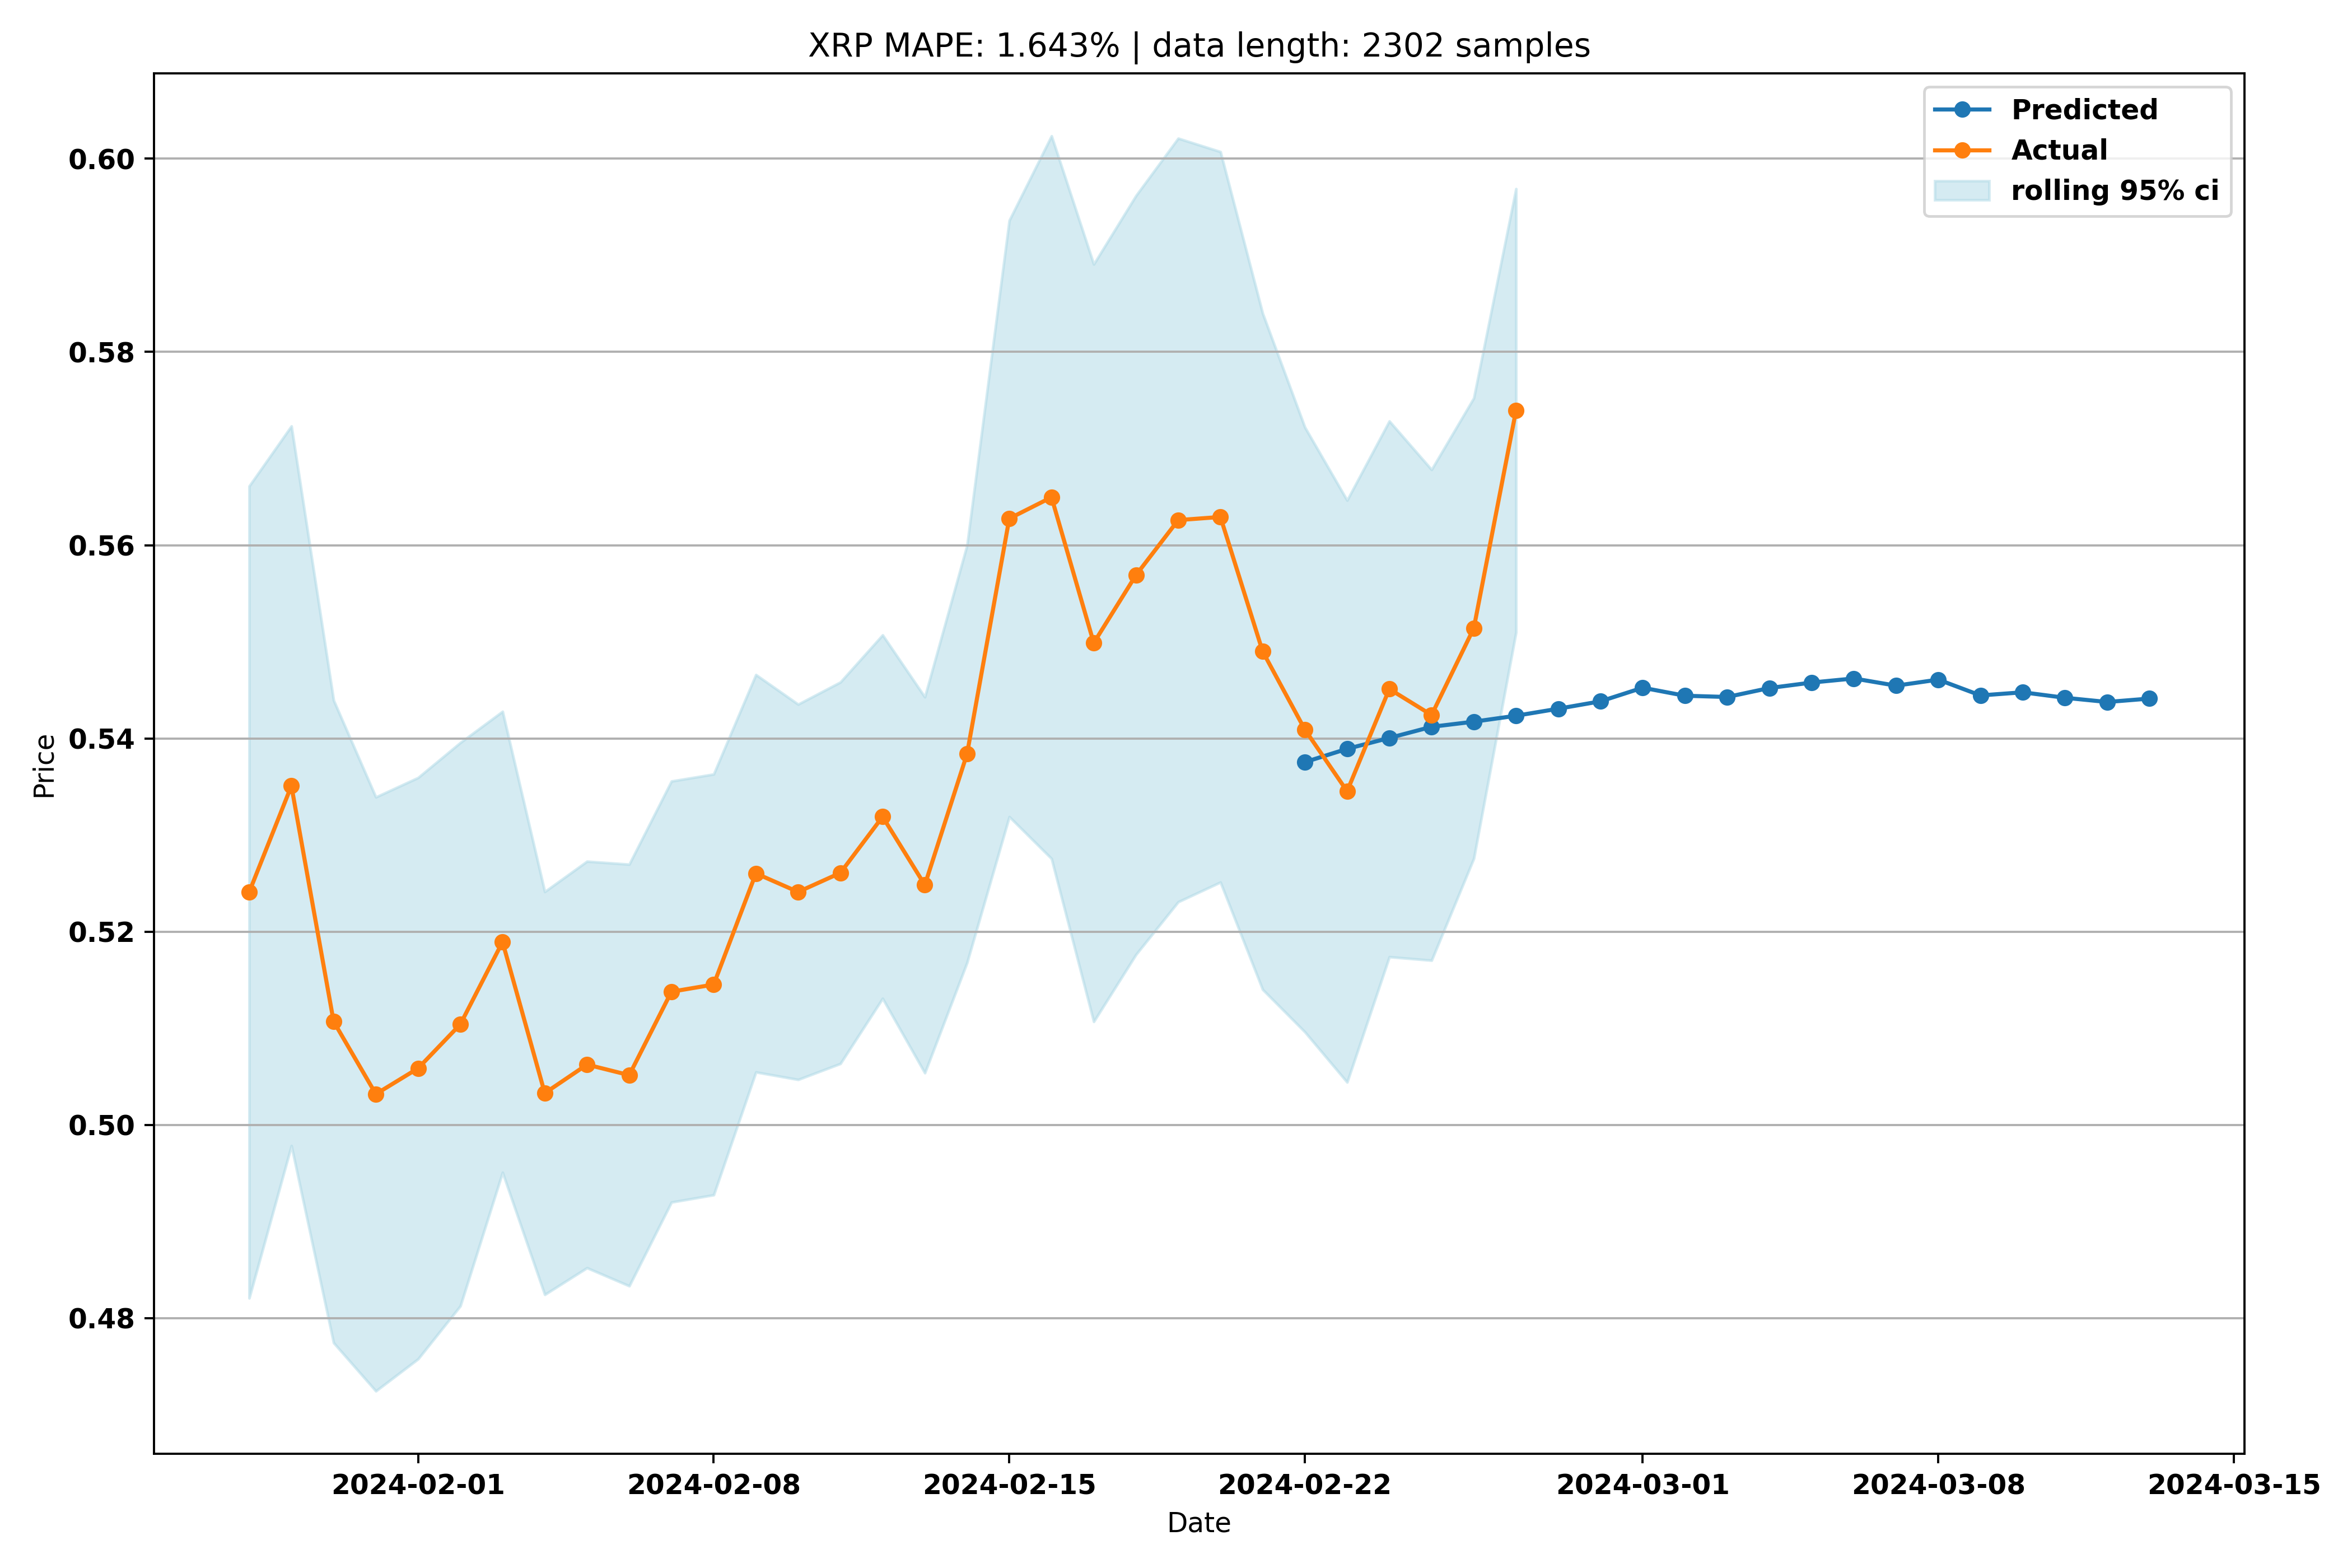 XRP MAPE: 1.643% | data length: 2302 samples
Predicted
Actual
rolling 95% ci
0.60
0.58
0.56
0.54
0.52
0.50
0.48
Price
2024-02-01
2024-02-08
2024-02-15
2024-02-22
2024-03-01
2024-03-08
2024-03-15
Date